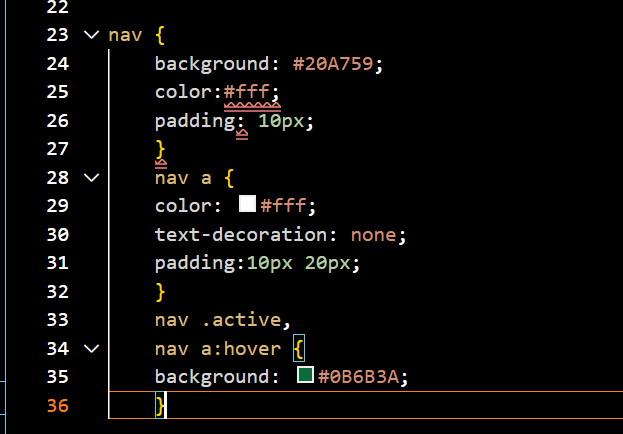 22
23 nav {
24 background: #20A759;
25 color:#fff;
26 padding: 10px;
27 }
28 nav a {
29 color: #fff;
30 text-decoration: none;
31 padding:10px 20px;
32 }
33 nav .active,
34 nav a:hover {
35 background: #0B6B3A;
36 }